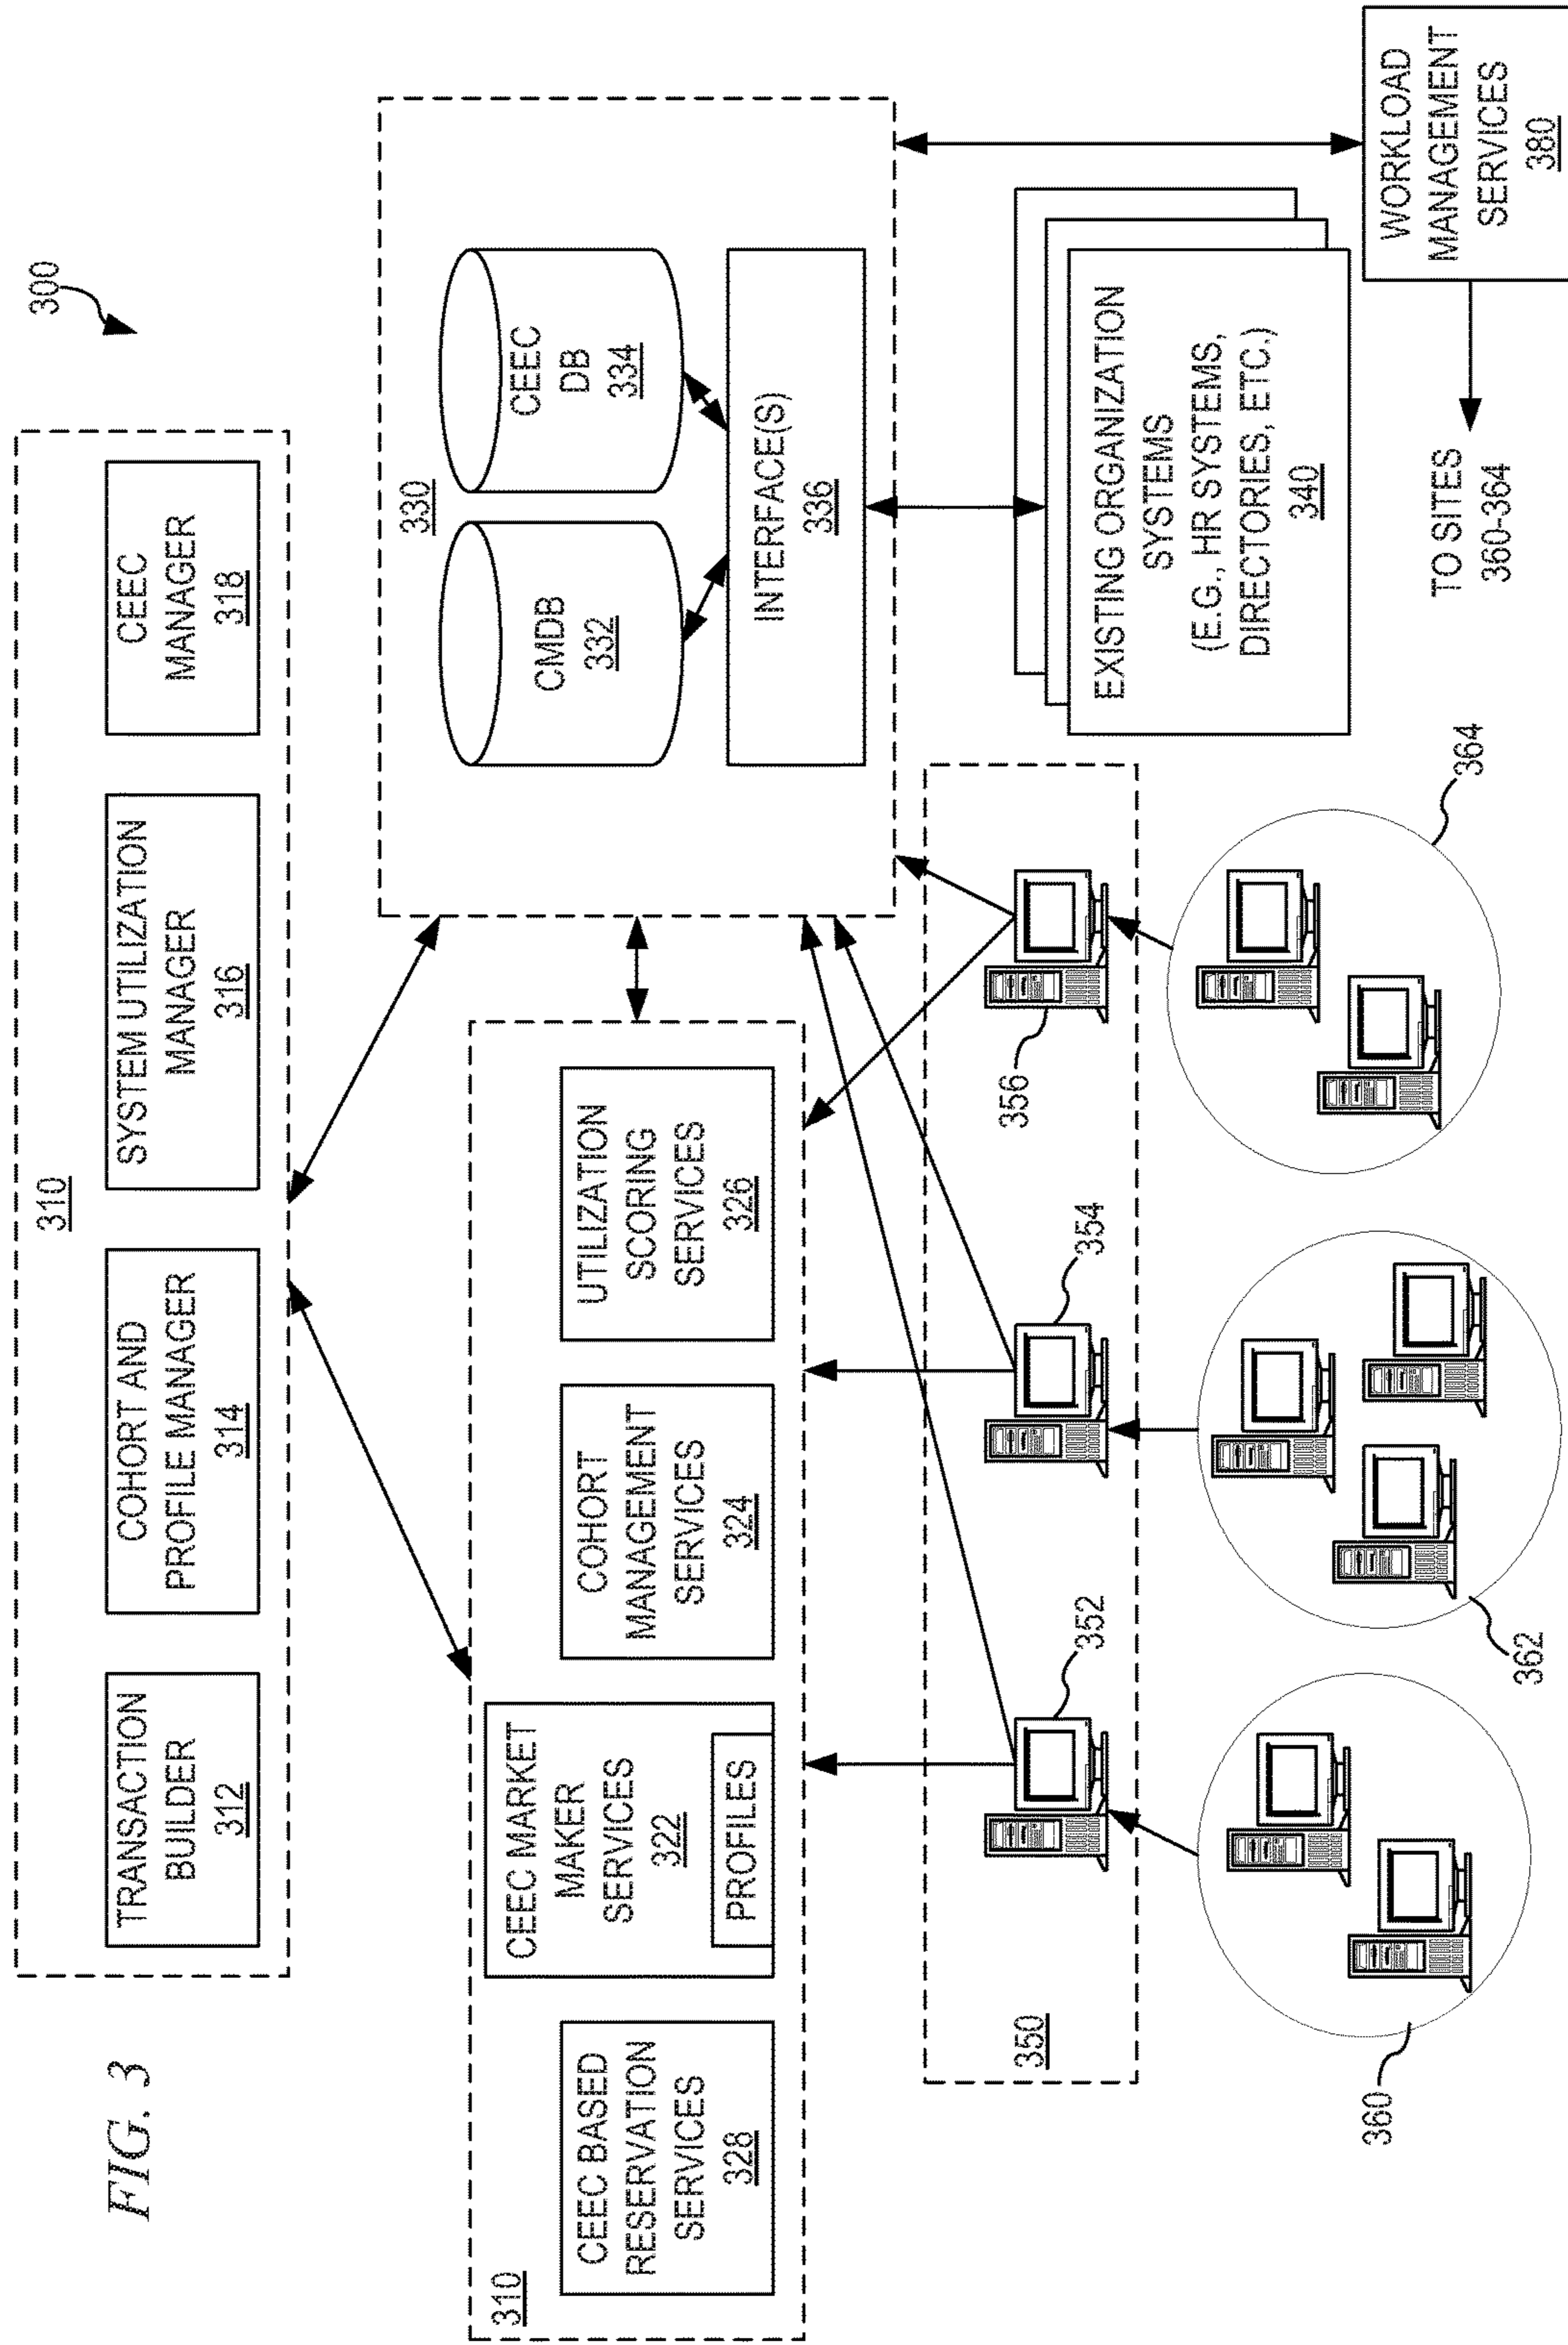 FIG. 3
300
310
TRANSACTION
BUILDER
312
COHORT AND
PROFILE MANAGER
314
SYSTEM UTILIZATION
MANAGER
316
CEEC
MANAGER
318
310
CEEC BASED
RESERVATION
SERVICES
328
CEEC MARKET
MAKER
SERVICES
322
PROFILES
COHORT
MANAGEMENT
SERVICES
324
UTILIZATION
SCORING
SERVICES
326
330
CMDB
332
CEEC
DB
334
INTERFACE(S)
336
350
352
354
356
EXISTING ORGANIZATION
SYSTEMS
(E.G., HR SYSTEMS,
DIRECTORIES, ETC.)
340
360
362
364
TO SITES
360-364
WORKLOAD
MANAGEMENT
SERVICES
380